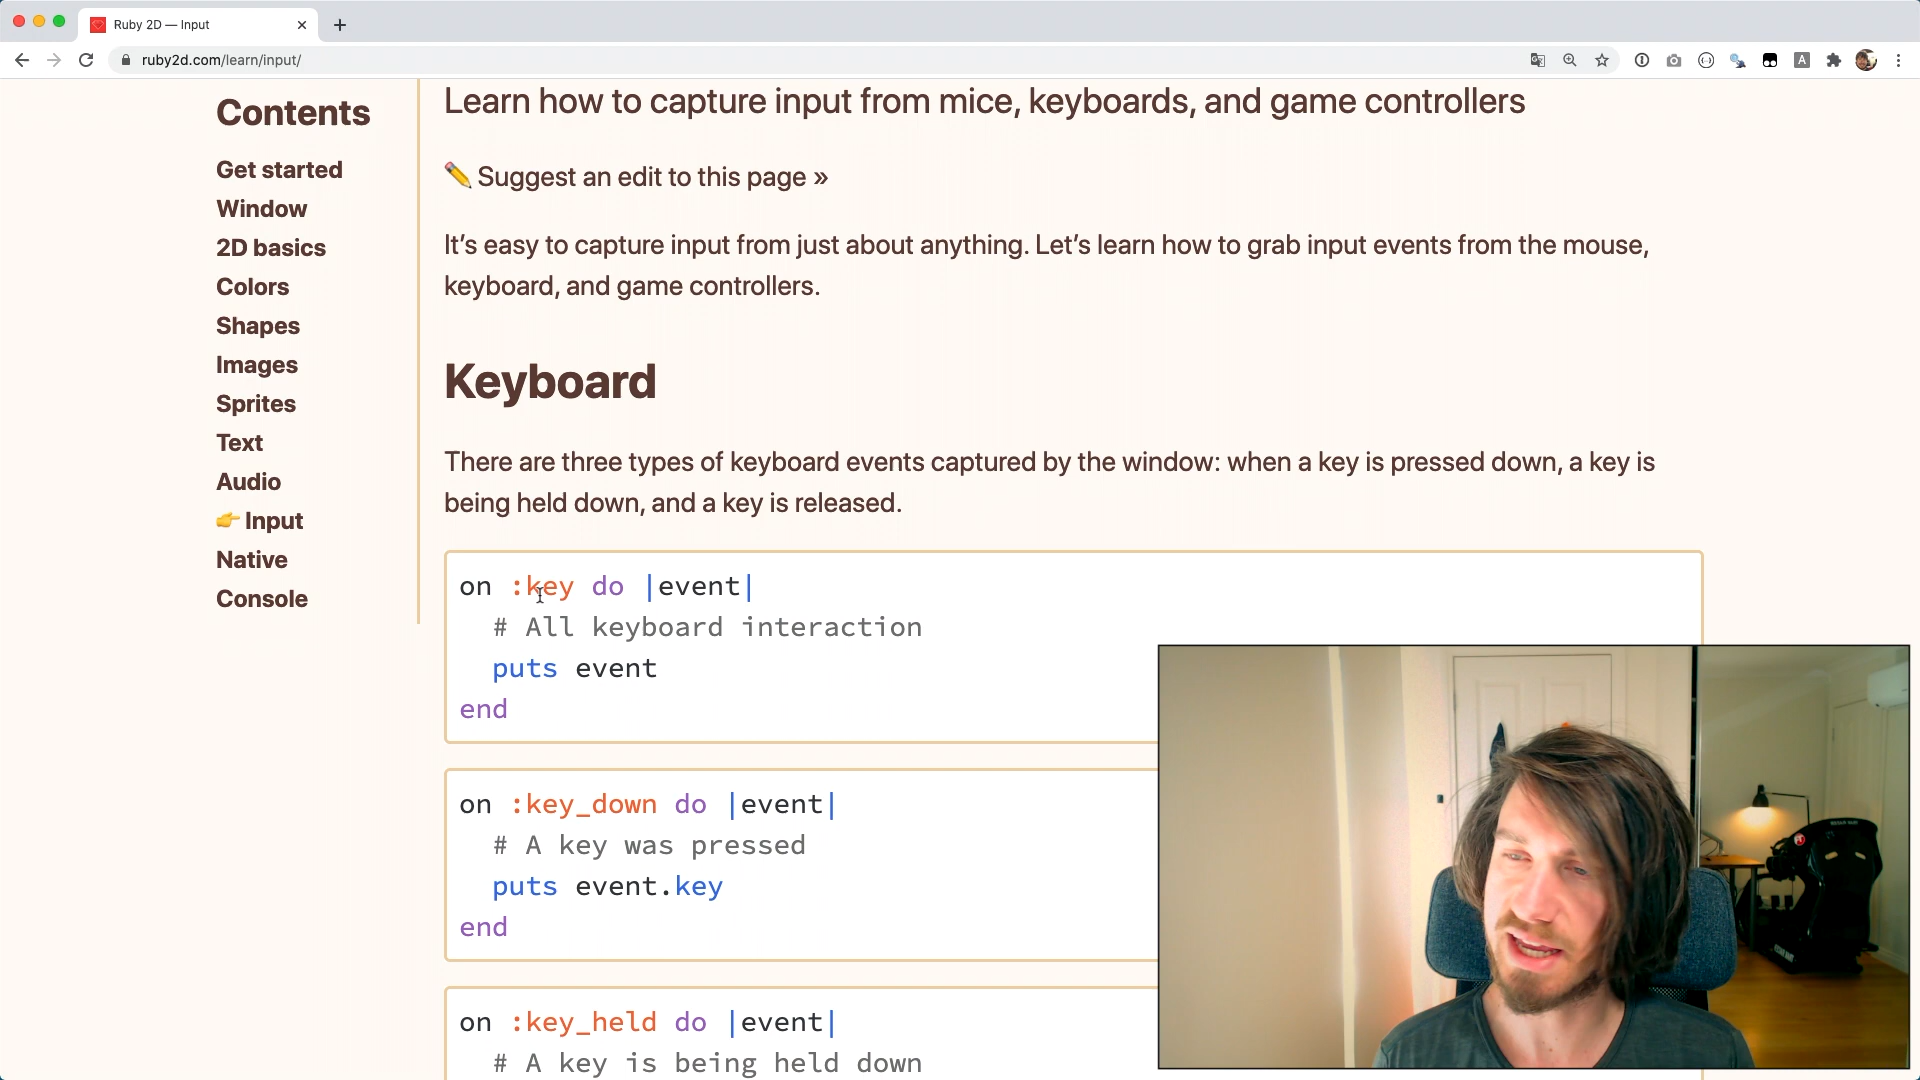 Ruby 2D — Input
ruby2d.com/learn/input/
Contents
Get started
Window
2D basics
Colors
Shapes
Images
Sprites
Text
Audio
👉 Input
Native
Console
Learn how to capture input from mice, keyboards, and game controllers
✏️ Suggest an edit to this page »
It’s easy to capture input from just about anything. Let’s learn how to grab input events from the mouse,
keyboard, and game controllers.
Keyboard
There are three types of keyboard events captured by the window: when a key is pressed down, a key is
being held down, and a key is released.
on :key do |event|
  # All keyboard interaction
  puts event
end
on :key_down do |event|
  # A key was pressed
  puts event.key
end
on :key_held do |event|
  # A key is being held down